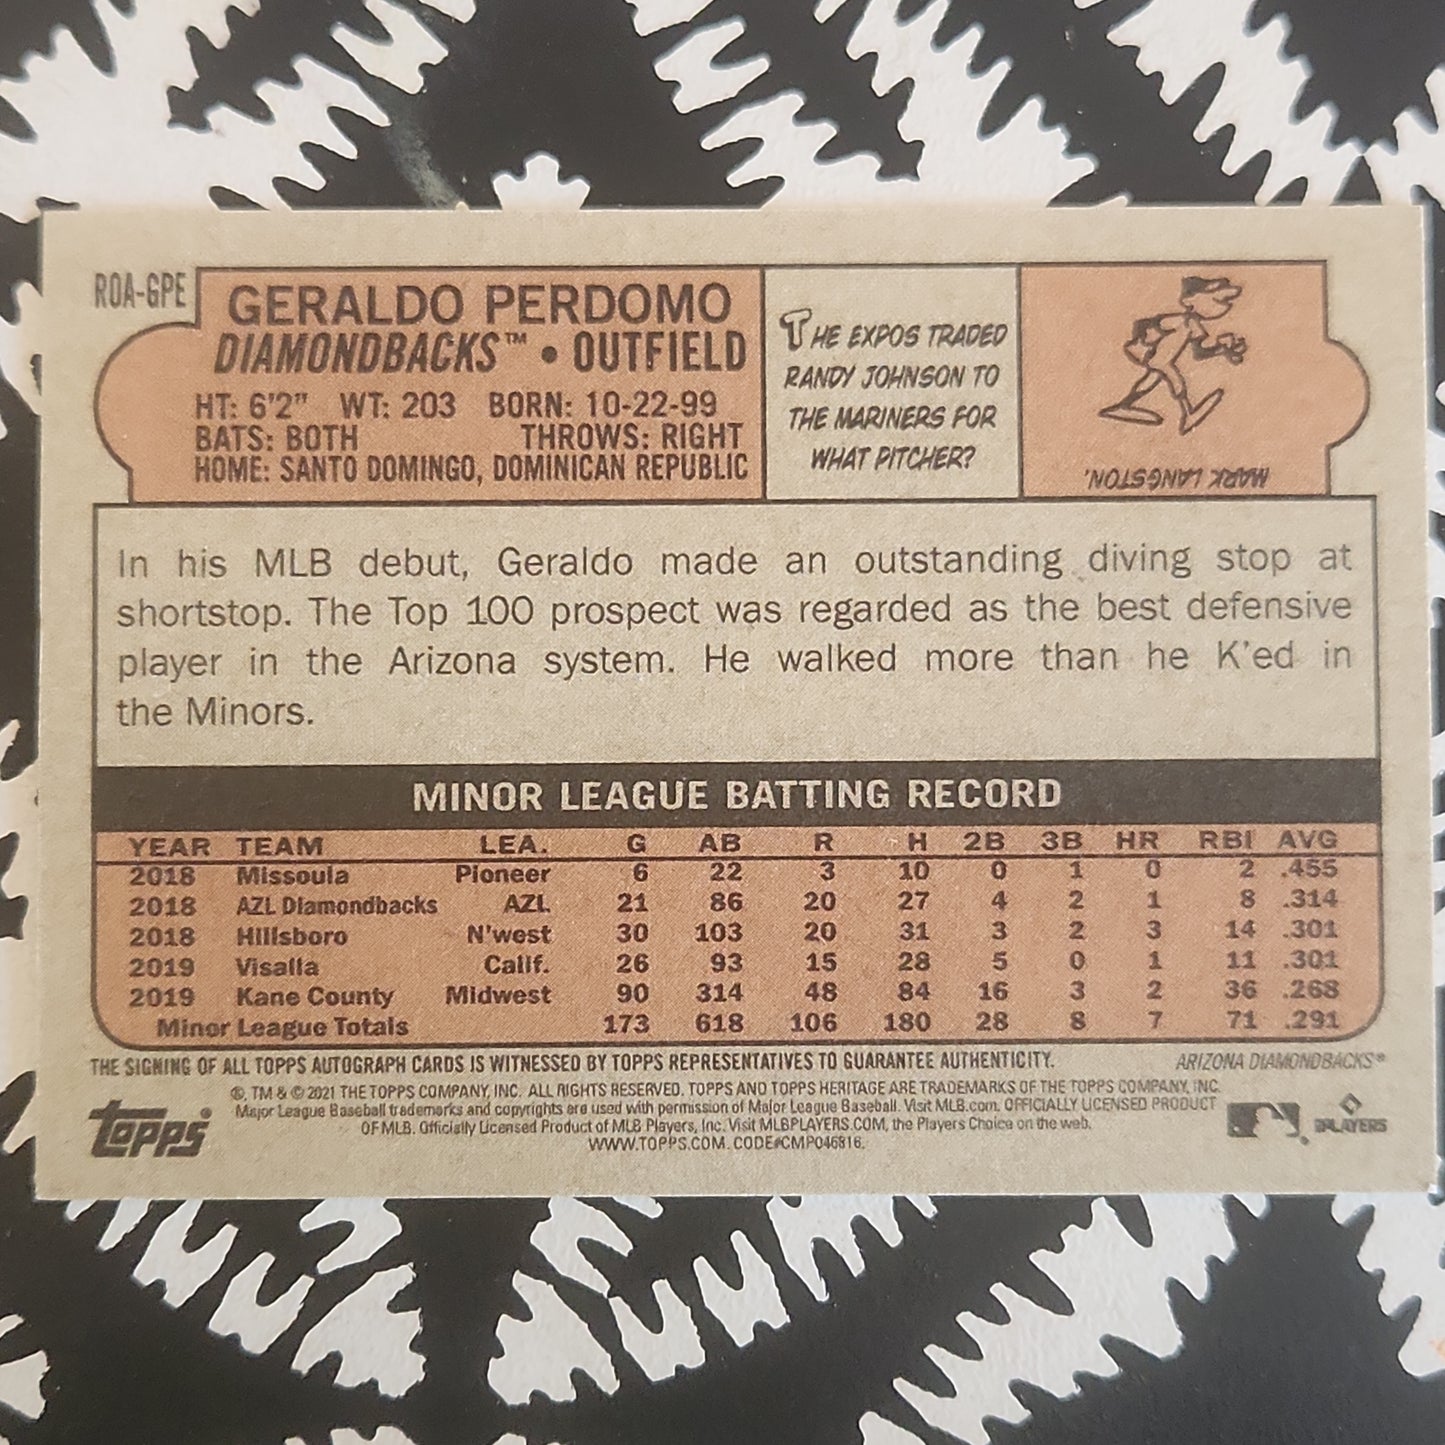 ROA-GPE
GERALDO PERDOMO
DIAMONDBACKS™ • OUTFIELD
HT: 6'2" WT: 203 BORN: 10-22-99
BATS: BOTH THROWS: RIGHT
HOME: SANTO DOMINGO, DOMINICAN REPUBLIC
THE EXPOS TRADED
RANDY JOHNSON TO
THE MARINERS FOR
WHAT PITCHER?
MARK LANGSTON.
In his MLB debut, Geraldo made an outstanding diving stop at
shortstop. The Top 100 prospect was regarded as the best defensive
player in the Arizona system. He walked more than he K'ed in
the Minors.
MINOR LEAGUE BATTING RECORD
YEAR TEAM LEA. G AB R H 2B 3B HR RBI AVG
2018 Missoula Pioneer 6 22 3 10 0 1 0 2 .455
2018 AZL Diamondbacks AZL 21 86 20 27 4 2 1 8 .314
2018 Hillsboro N'west 30 103 20 31 3 2 3 14 .301
2019 Visalia Calif. 26 93 15 28 5 0 1 11 .301
2019 Kane County Midwest 90 314 48 84 16 3 2 36 .268
Minor League Totals 173 618 106 180 28 8 7 71 .291
THE SIGNING OF ALL TOPPS AUTOGRAPH CARDS IS WITNESSED BY TOPPS REPRESENTATIVES TO GUARANTEE AUTHENTICITY.
ARIZONA DIAMONDBACKS®
®, TM & © 2021 THE TOPPS COMPANY, INC. ALL RIGHTS RESERVED. TOPPS AND TOPPS HERITAGE ARE TRADEMARKS OF THE TOPPS COMPANY, INC.
Major League Baseball trademarks and copyrights are used with permission of Major League Baseball. Visit MLB.com. OFFICIALLY LICENSED PRODUCT
OF MLB. Officially Licensed Product of MLB Players, Inc. Visit MLBPLAYERS.COM, the Players Choice on the web.
WWW.TOPPS.COM. CODE#CMP046816.
topps®
PLAYERS